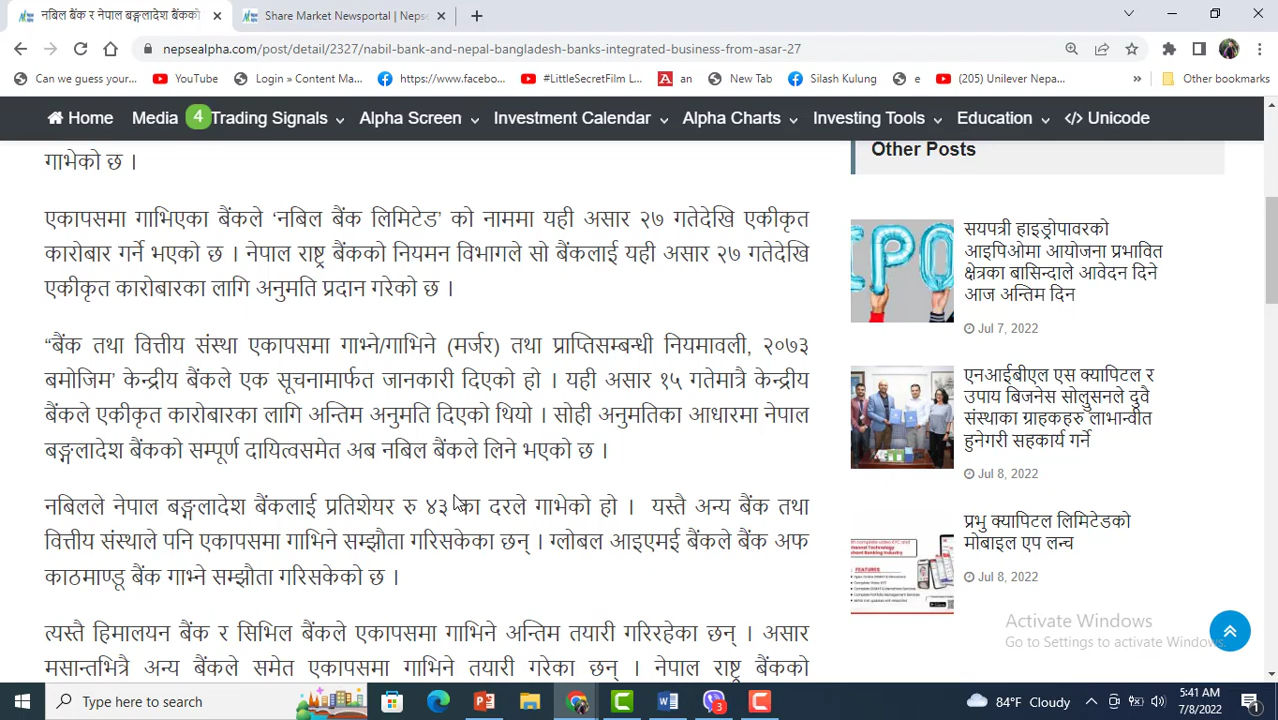 नबिल बैंक र नेपाल बङ्गलादेश बैंकको
Share Market Newsportal | Nepse
nepsealpha.com/post/detail/2327/nabil-bank-and-nepal-bangladesh-banks-integrated-business-from-asar-27
Can we guess your... YouTube Login » Content Ma... https://www.facebo... #LittleSecretFilm L... an New Tab Silash Kulung e (205) Unilever Nepa... » Other bookmarks
Home Media 4 Trading Signals Alpha Screen Investment Calendar Alpha Charts Investing Tools Education </> Unicode
गाभेको छ ।
एकापसमा गाभिएका बैंकले ‘नबिल बैंक लिमिटेड’ को नाममा यही असार २७ गतेदेखि एकीकृत
कारोबार गर्ने भएको छ । नेपाल राष्ट्र बैंकको नियमन विभागले सो बैंकलाई यही असार २७ गतेदेखि
एकीकृत कारोबारका लागि अनुमति प्रदान गरेको छ ।
“बैंक तथा वित्तीय संस्था एकापसमा गाभ्ने/गाभिने (मर्जर) तथा प्राप्तिसम्बन्धी नियमावली, २०७३
बमोजिम’ केन्द्रीय बैंकले एक सूचनामार्फत जानकारी दिएको हो । यही असार १५ गतेमात्रै केन्द्रीय
बैंकले एकीकृत कारोबारका लागि अन्तिम अनुमति दिएको थियो । सोही अनुमतिका आधारमा नेपाल
बङ्गलादेश बैंकको सम्पूर्ण दायित्वसमेत अब नबिल बैंकले लिने भएको छ ।
नबिलले नेपाल बङ्गलादेश बैंकलाई प्रतिशेयर रु ४३ का दरले गाभेको हो । यस्तै अन्य बैंक तथा
वित्तीय संस्थाले पनि एकापसमा गाभिने सम्झौता गरिसकेका छन् । ग्लोबल आइएमई बैंकले बैंक अफ
काठमाण्डू बैंक गाभ्न सम्झौता गरिसकेको छ ।
त्यस्तै हिमालयन बैंक र सिभिल बैंकले एकापसमा गाभिने अन्तिम तयारी गरिरहेका छन् । असार
मसान्तभित्रै अन्य बैंकले समेत एकापसमा गाभिने तयारी गरेका छन् । नेपाल राष्ट्र बैंकको
Other Posts
IPO
सयपत्री हाइड्रोपावरको
आइपिओमा आयोजना प्रभावित
क्षेत्रका बासिन्दाले आवेदन दिने
आज अन्तिम दिन
Jul 7, 2022
एनआईबीएल एस क्यापिटल र
उपाय बिजनेस सोलुसनले दुवै
संस्थाका ग्राहकहरु लाभान्वीत
हुनेगरी सहकार्य गर्ने
Jul 8, 2022
प्रभु क्यापिटल लिमिटेडको
मोबाइल एप लन्च
Jul 8, 2022
FEATURES
Activate Windows
Go to Settings to activate Windows.
Type here to search
3
84°F Cloudy
5:41 AM
7/8/2022
1